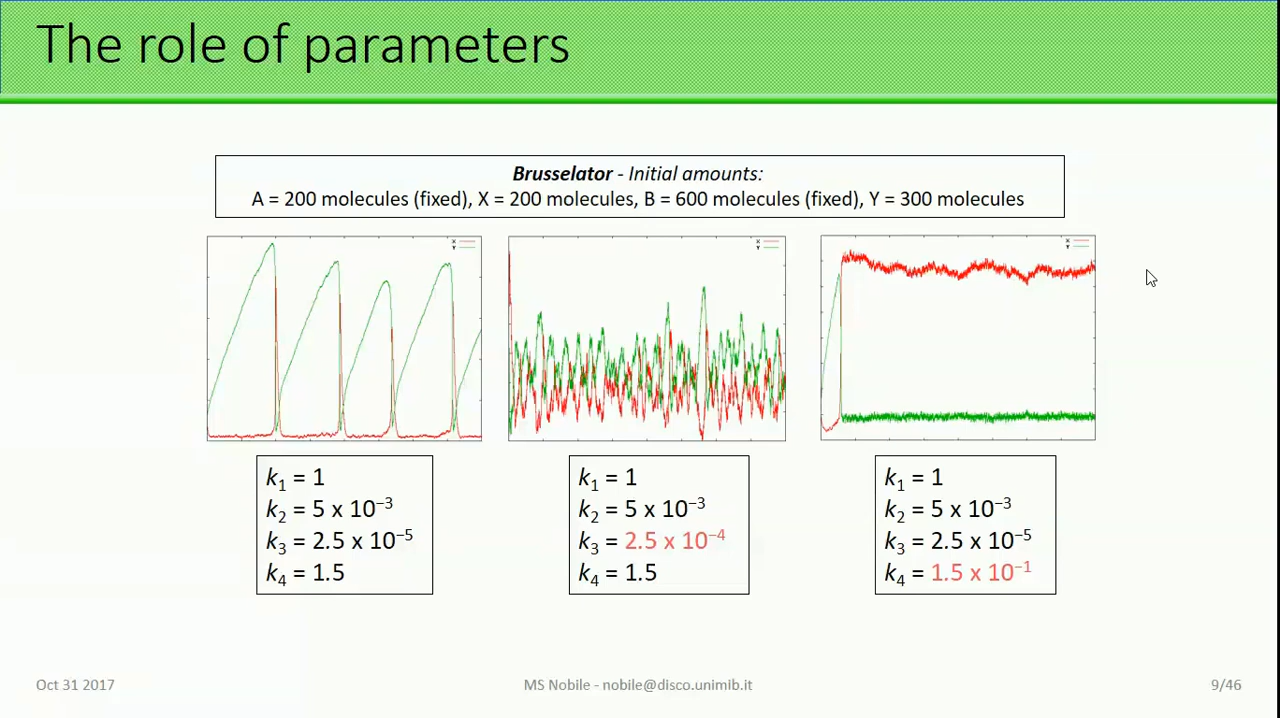 The role of parameters
Brusselator - Initial amounts:
A = 200 molecules (fixed), X = 200 molecules, B = 600 molecules (fixed), Y = 300 molecules
X
Y
X
Y
X
Y
k₁ = 1
k₂ = 5 x 10⁻³
k₃ = 2.5 x 10⁻⁵
k₄ = 1.5
k₁ = 1
k₂ = 5 x 10⁻³
k₃ = 2.5 x 10⁻⁴
k₄ = 1.5
k₁ = 1
k₂ = 5 x 10⁻³
k₃ = 2.5 x 10⁻⁵
k₄ = 1.5 x 10⁻¹
Oct 31 2017
MS Nobile - nobile@disco.unimib.it
9/46